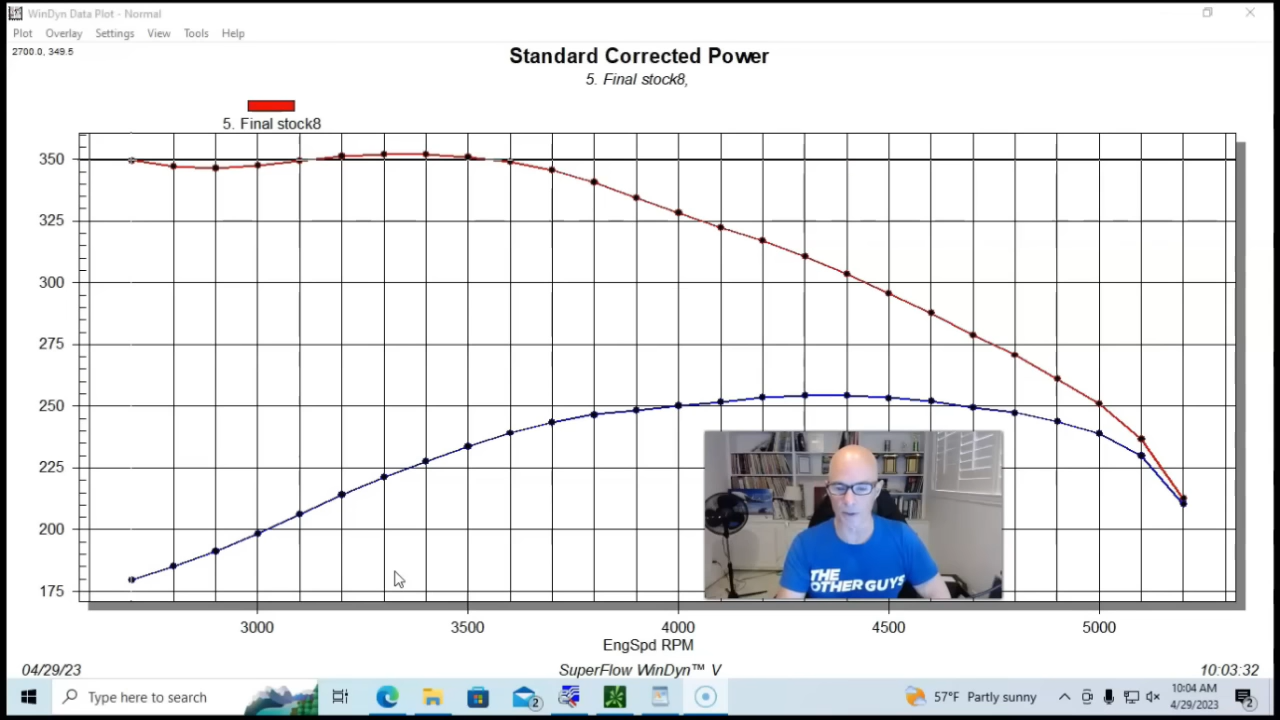 WinDyn Data Plot - Normal
Plot Overlay Settings View Tools Help
2700.0, 349.5
Standard Corrected Power
5. Final stock8,
5. Final stock8
350
325
300
275
250
225
200
175
THE
OTHER GUYS
3000 3500 4000 4500 5000
EngSpd RPM
04/29/23 SuperFlow WinDyn™ V 10:03:32
Type here to search 2 57°F Partly sunny 10:04 AM
4/29/2023 2